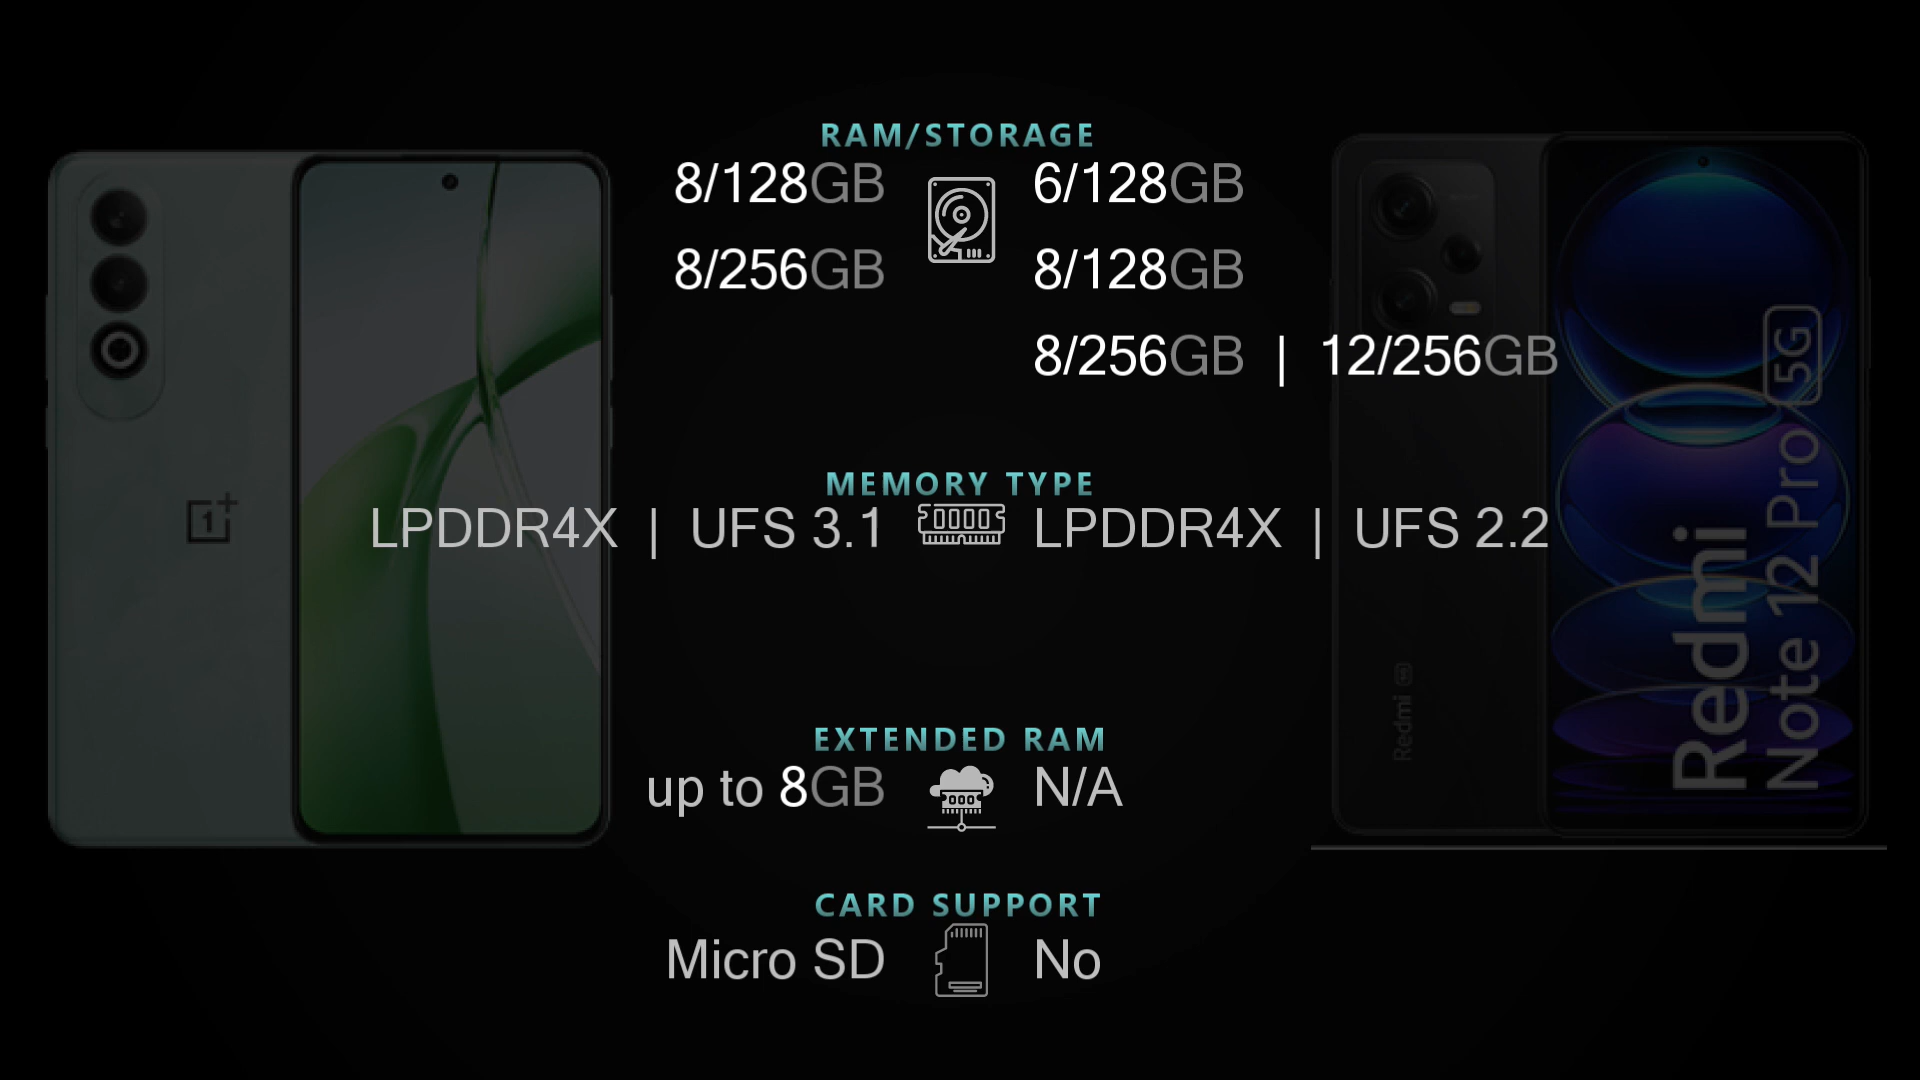 RAM/STORAGE
8/128GB 6/128GB
8/256GB 8/128GB
8/256GB | 12/256GB
MEMORY TYPE
LPDDR4X | UFS 3.1 LPDDR4X | UFS 2.2
EXTENDED RAM
up to 8GB N/A
CARD SUPPORT
Micro SD No
1+
Redmi
Redmi
Note 12 Pro 5G